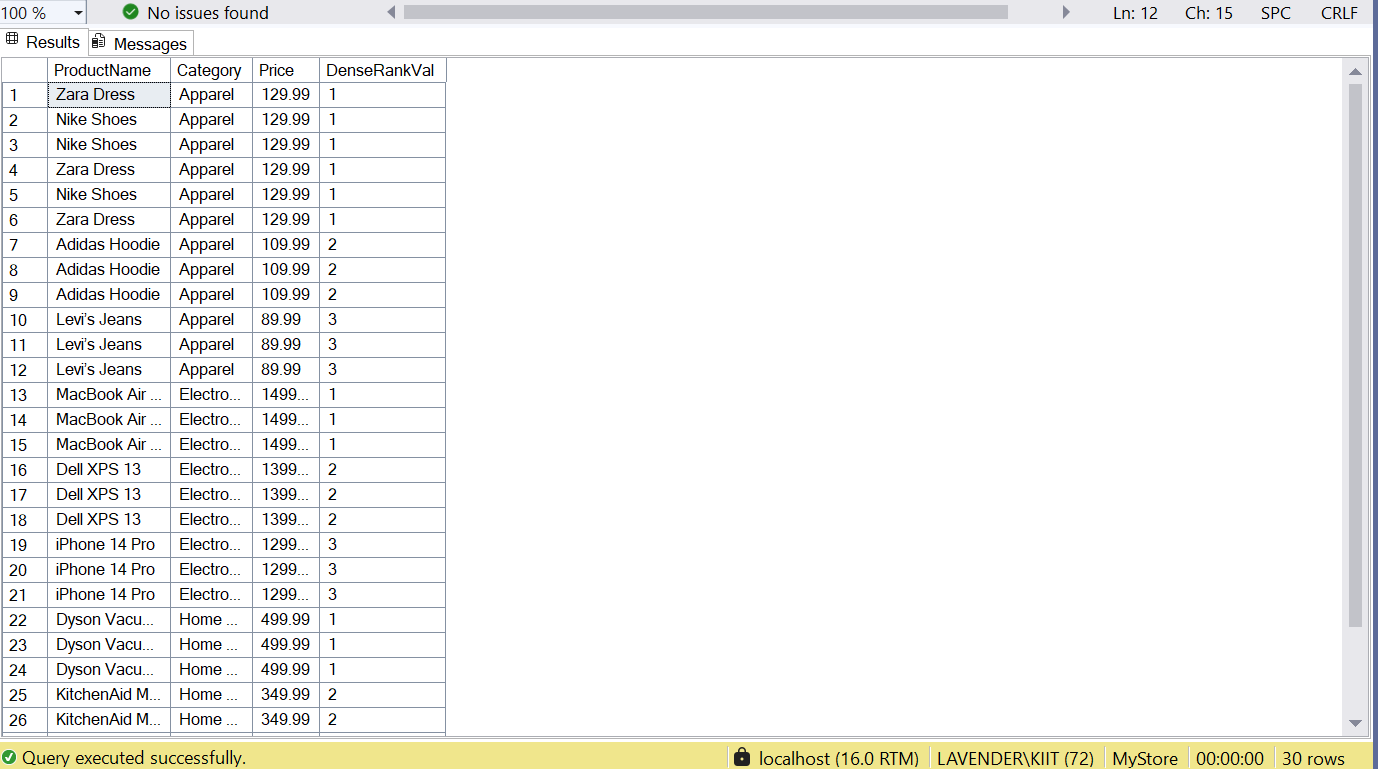 100 % No issues found Ln: 12 Ch: 15 SPC CRLF
Results Messages
ProductName Category Price DenseRankVal
1 Zara Dress Apparel 129.99 1
2 Nike Shoes Apparel 129.99 1
3 Nike Shoes Apparel 129.99 1
4 Zara Dress Apparel 129.99 1
5 Nike Shoes Apparel 129.99 1
6 Zara Dress Apparel 129.99 1
7 Adidas Hoodie Apparel 109.99 2
8 Adidas Hoodie Apparel 109.99 2
9 Adidas Hoodie Apparel 109.99 2
10 Levi’s Jeans Apparel 89.99 3
11 Levi’s Jeans Apparel 89.99 3
12 Levi’s Jeans Apparel 89.99 3
13 MacBook Air ... Electro... 1499... 1
14 MacBook Air ... Electro... 1499... 1
15 MacBook Air ... Electro... 1499... 1
16 Dell XPS 13 Electro... 1399... 2
17 Dell XPS 13 Electro... 1399... 2
18 Dell XPS 13 Electro... 1399... 2
19 iPhone 14 Pro Electro... 1299... 3
20 iPhone 14 Pro Electro... 1299... 3
21 iPhone 14 Pro Electro... 1299... 3
22 Dyson Vacu... Home ... 499.99 1
23 Dyson Vacu... Home ... 499.99 1
24 Dyson Vacu... Home ... 499.99 1
25 KitchenAid M... Home ... 349.99 2
26 KitchenAid M... Home ... 349.99 2
Query executed successfully. localhost (16.0 RTM) LAVENDER\KIIT (72) MyStore 00:00:00 30 rows